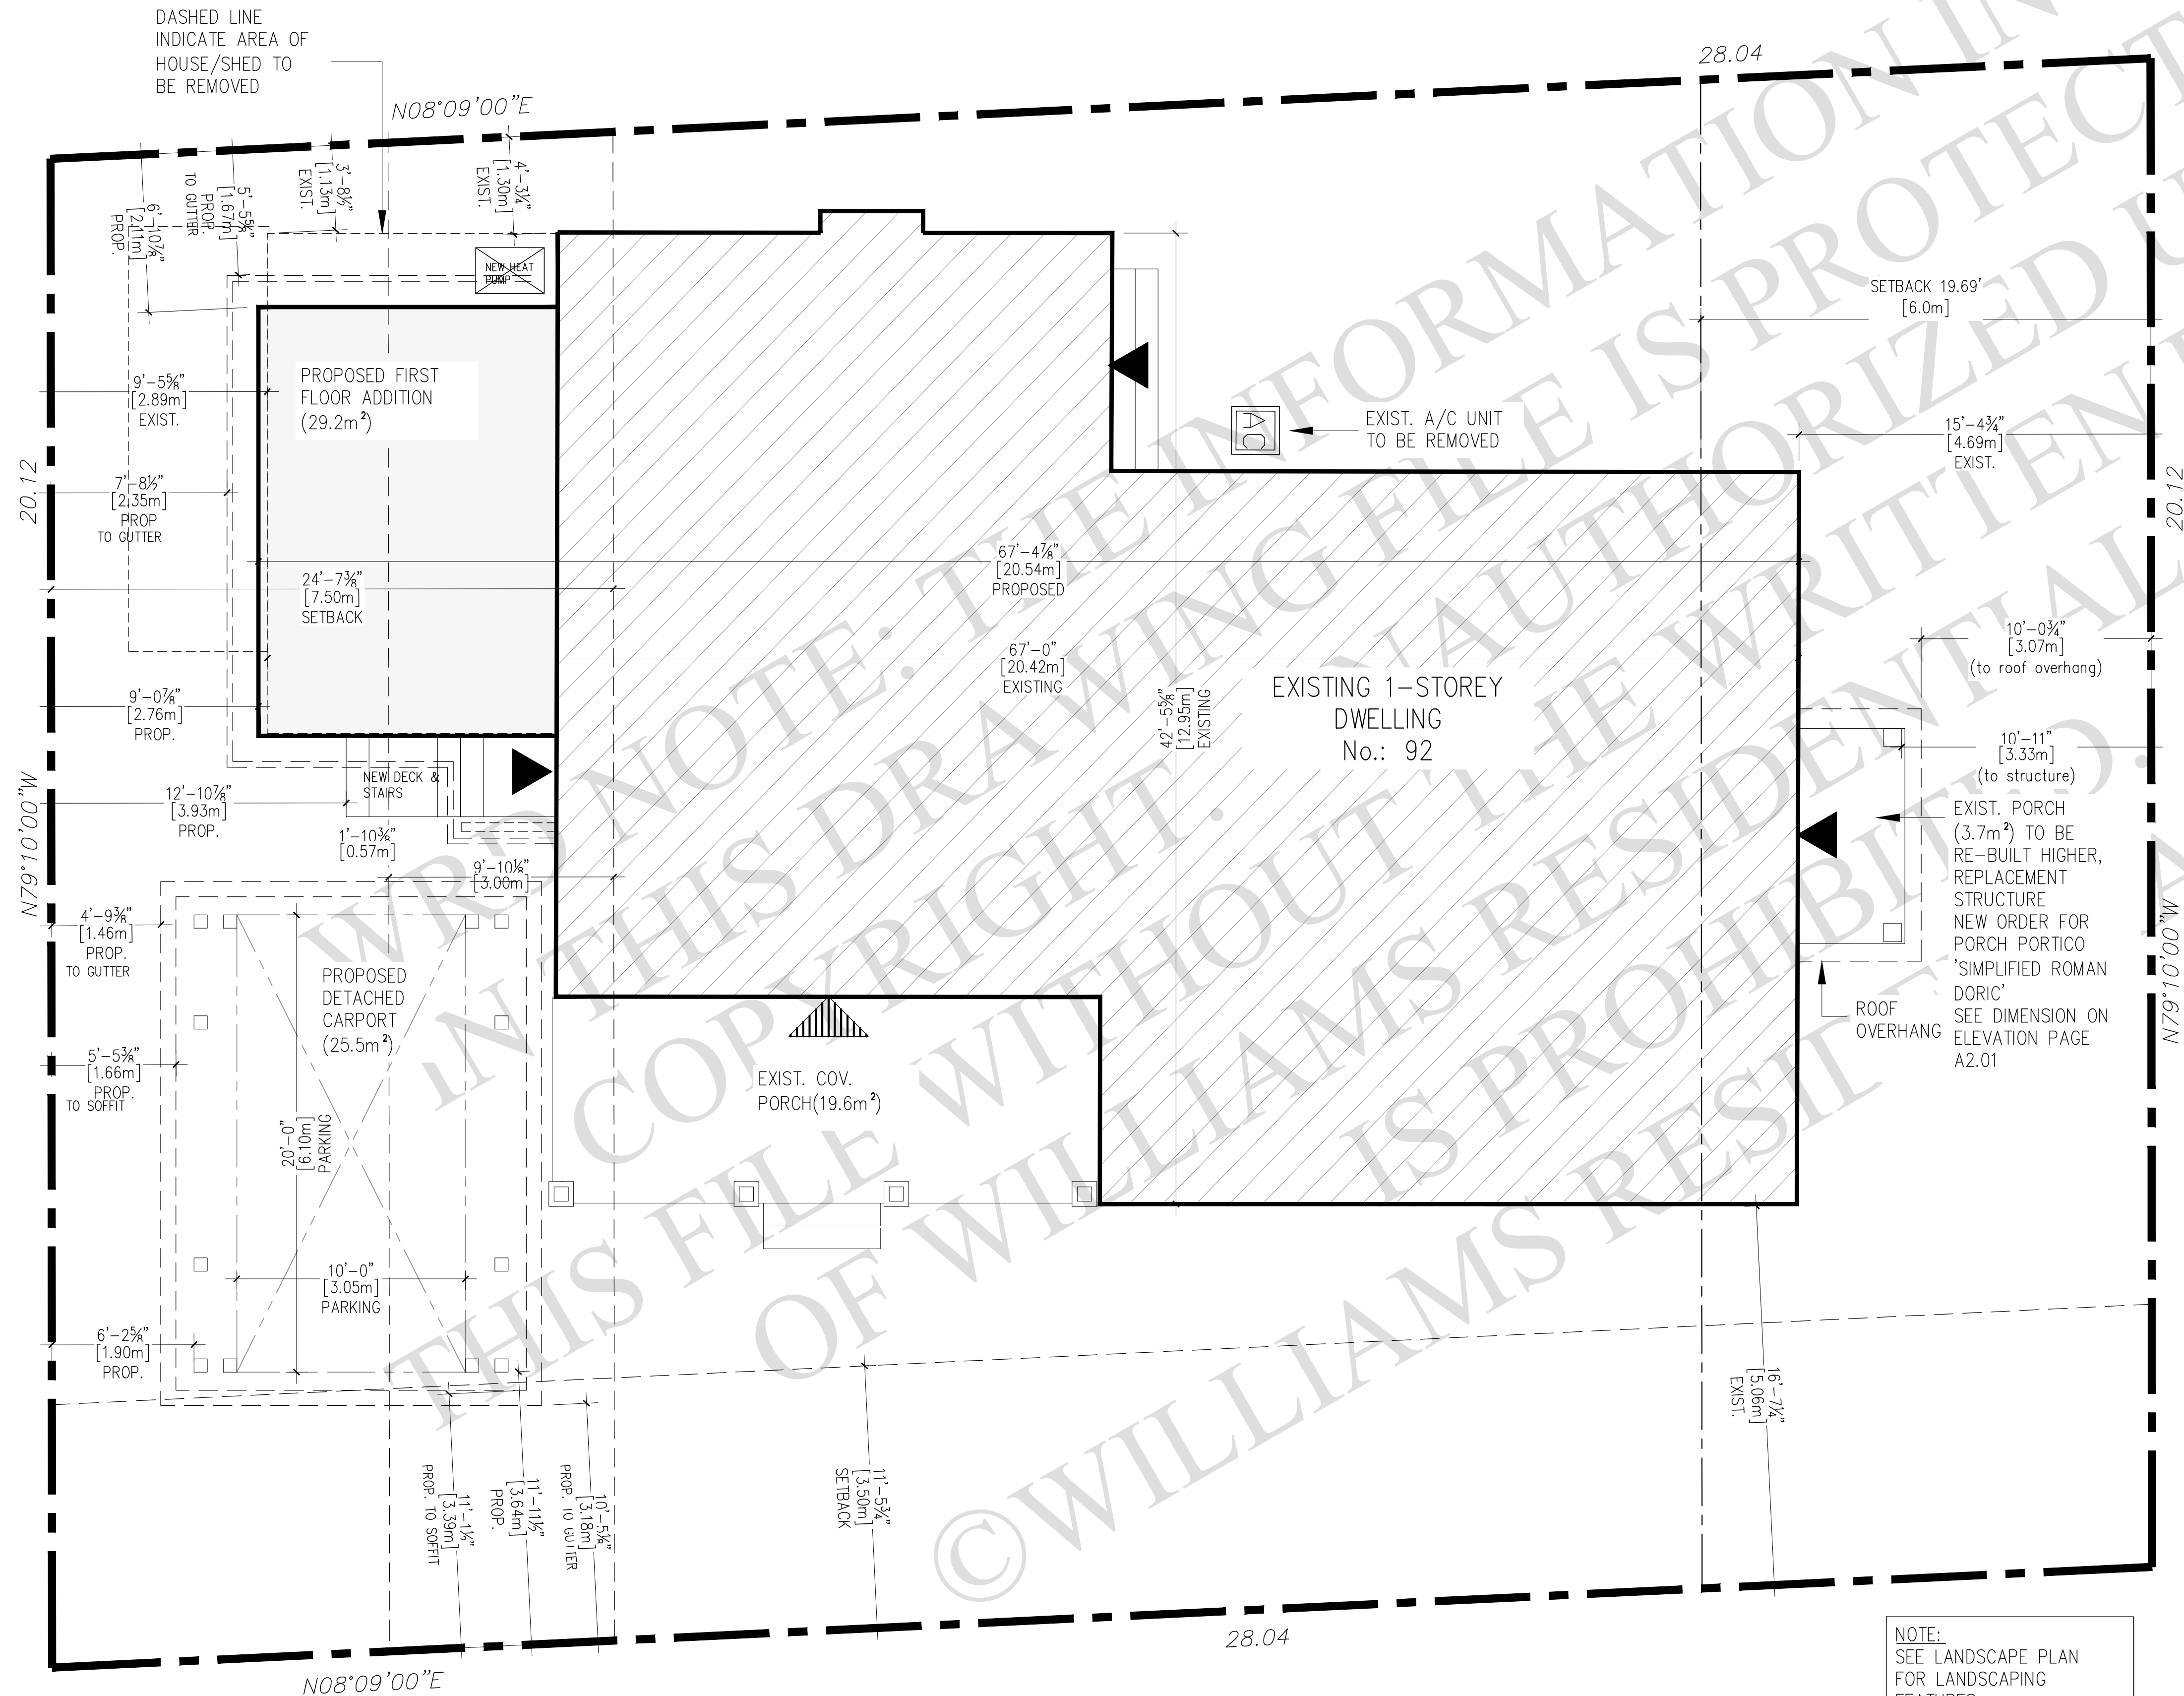 DASHED LINE
INDICATE AREA OF
HOUSE/SHED TO
BE REMOVED
N08°09'00"E
28.04
3'-8½"
[1.13m]
EXIST.
4'-3¼"
[1.30m]
EXIST.
5'-5⅝"
[1.67m]
PROP.
TO GUTTER
6'-10⅞"
[2.11m]
PROP.
NEW HEAT
PUMP
SETBACK 19.69'
[6.0m]
PROPOSED FIRST
FLOOR ADDITION
(29.2m²)
9'-5⅝"
[2.89m]
EXIST.
EXIST. A/C UNIT
TO BE REMOVED
AC
15'-4¾"
[4.69m]
EXIST.
20.12
20.12
7'-8½"
[2.35m]
PROP
TO GUTTER
67'-4⅞"
[20.54m]
PROPOSED
24'-7⅜"
[7.50m]
SETBACK
67'-0"
[20.42m]
EXISTING
42'-5⅝"
[12.95m]
EXISTING
10'-0¾"
[3.07m]
(to roof overhang)
EXISTING 1-STOREY
DWELLING
No.: 92
9'-0⅞"
[2.76m]
PROP.
10'-11"
[3.33m]
(to structure)
NEW DECK &
STAIRS
12'-10⅞"
[3.93m]
PROP.
N79°10'00"W
1'-10⅜"
[0.57m]
9'-10⅛"
[3.00m]
EXIST. PORCH
(3.7m²) TO BE
RE-BUILT HIGHER,
REPLACEMENT
STRUCTURE
NEW ORDER FOR
PORCH PORTICO
'SIMPLIFIED ROMAN
DORIC'
SEE DIMENSION ON
ELEVATION PAGE
A2.01
ROOF
OVERHANG
N79°10'00"W
4'-9⅜"
[1.46m]
PROP.
TO GUTTER
PROPOSED
DETACHED
CARPORT
(25.5m²)
5'-5⅜"
[1.66m]
PROP.
TO SOFFIT
EXIST. COV.
PORCH(19.6m²)
20'-0"
[6.10m]
PARKING
10'-0"
[3.05m]
PARKING
6'-2⅝"
[1.90m]
PROP.
11'-1½"
[3.39m]
PROP. TO SOFFIT
11'-11½"
[3.64m]
PROP.
10'-5⅛"
[3.18m]
PROP. TO GUTTER
11'-5¾"
[3.50m]
SETBACK
16'-7¼"
[5.06m]
EXIST.
28.04
N08°09'00"E
NOTE:
SEE LANDSCAPE PLAN
FOR LANDSCAPING
WRD NOTE: THE INFORMATION IN
IN THIS DRAWING FILE IS PROTECT
COPYRIGHT. UNAUTHORIZED U
THIS FILE WITHOUT THE WRITTEN
OF WILLIAMS RESIDENTIAL
IS PROHIBITED.
©WILLIAMS RESI